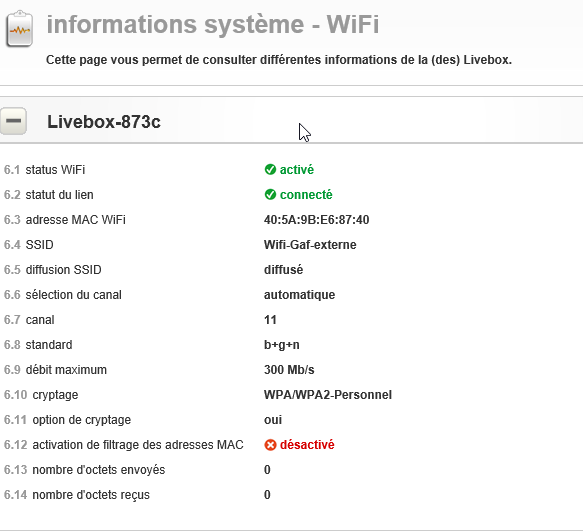 informations système - WiFi
Cette page vous permet de consulter différentes informations de la (des) Livebox.
Livebox-873c
6.1 status WiFi activé
6.2 statut du lien connecté
6.3 adresse MAC WiFi 40:5A:9B:E6:87:40
6.4 SSID Wifi-Gaf-externe
6.5 diffusion SSID diffusé
6.6 sélection du canal automatique
6.7 canal 11
6.8 standard b+g+n
6.9 débit maximum 300 Mb/s
6.10 cryptage WPA/WPA2-Personnel
6.11 option de cryptage oui
6.12 activation de filtrage des adresses MAC désactivé
6.13 nombre d'octets envoyés 0
6.14 nombre d'octets reçus 0